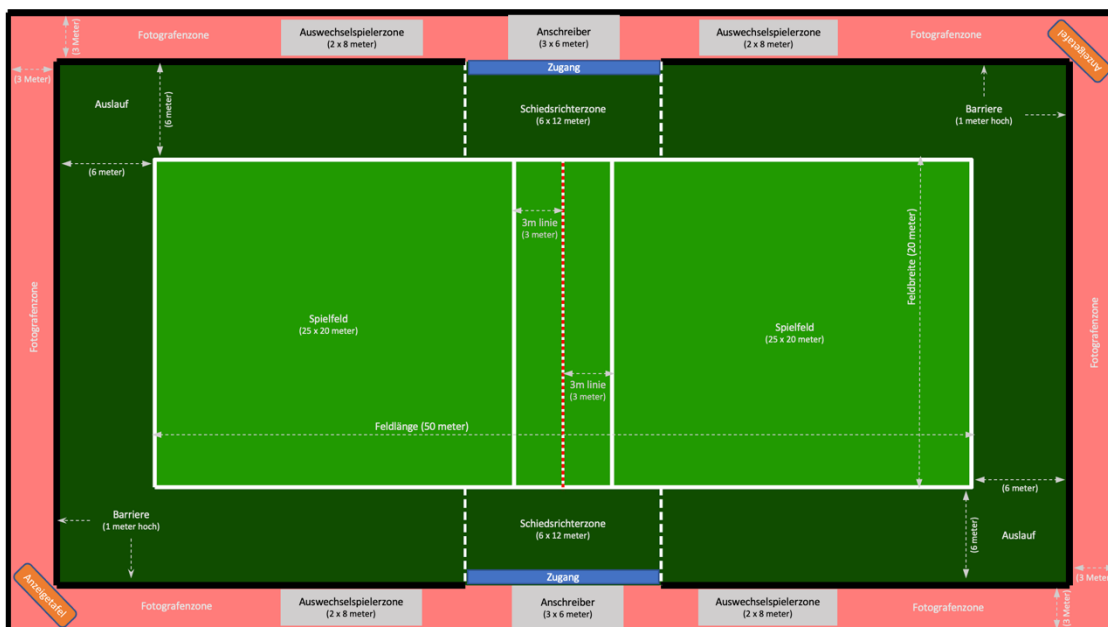 (3 Meter)
Fotografenzone
Auswechselspielerzone
(2 x 8 meter)
Anschreiber
(3 x 6 meter)
Auswechselspielerzone
(2 x 8 meter)
Fotografenzone
Anzeigetafel
(3 Meter)
Zugang
Auslauf
(6 meter)
Schiedsrichterzone
(6 x 12 meter)
Barriere
(1 meter hoch)
(6 meter)
3m linie
(3 meter)
Feldbreite (20 meter)
Fotografenzone
Spielfeld
(25 x 20 meter)
Spielfeld
(25 x 20 meter)
Fotografenzone
3m linie
(3 meter)
Feldlänge (50 meter)
(6 meter)
Barriere
(1 meter hoch)
Schiedsrichterzone
(6 x 12 meter)
(6 meter)
Auslauf
Zugang
(3 Meter)
Anzeigetafel
Fotografenzone
Auswechselspielerzone
(2 x 8 meter)
Anschreiber
(3 x 6 meter)
Auswechselspielerzone
(2 x 8 meter)
Fotografenzone
(3 Meter)